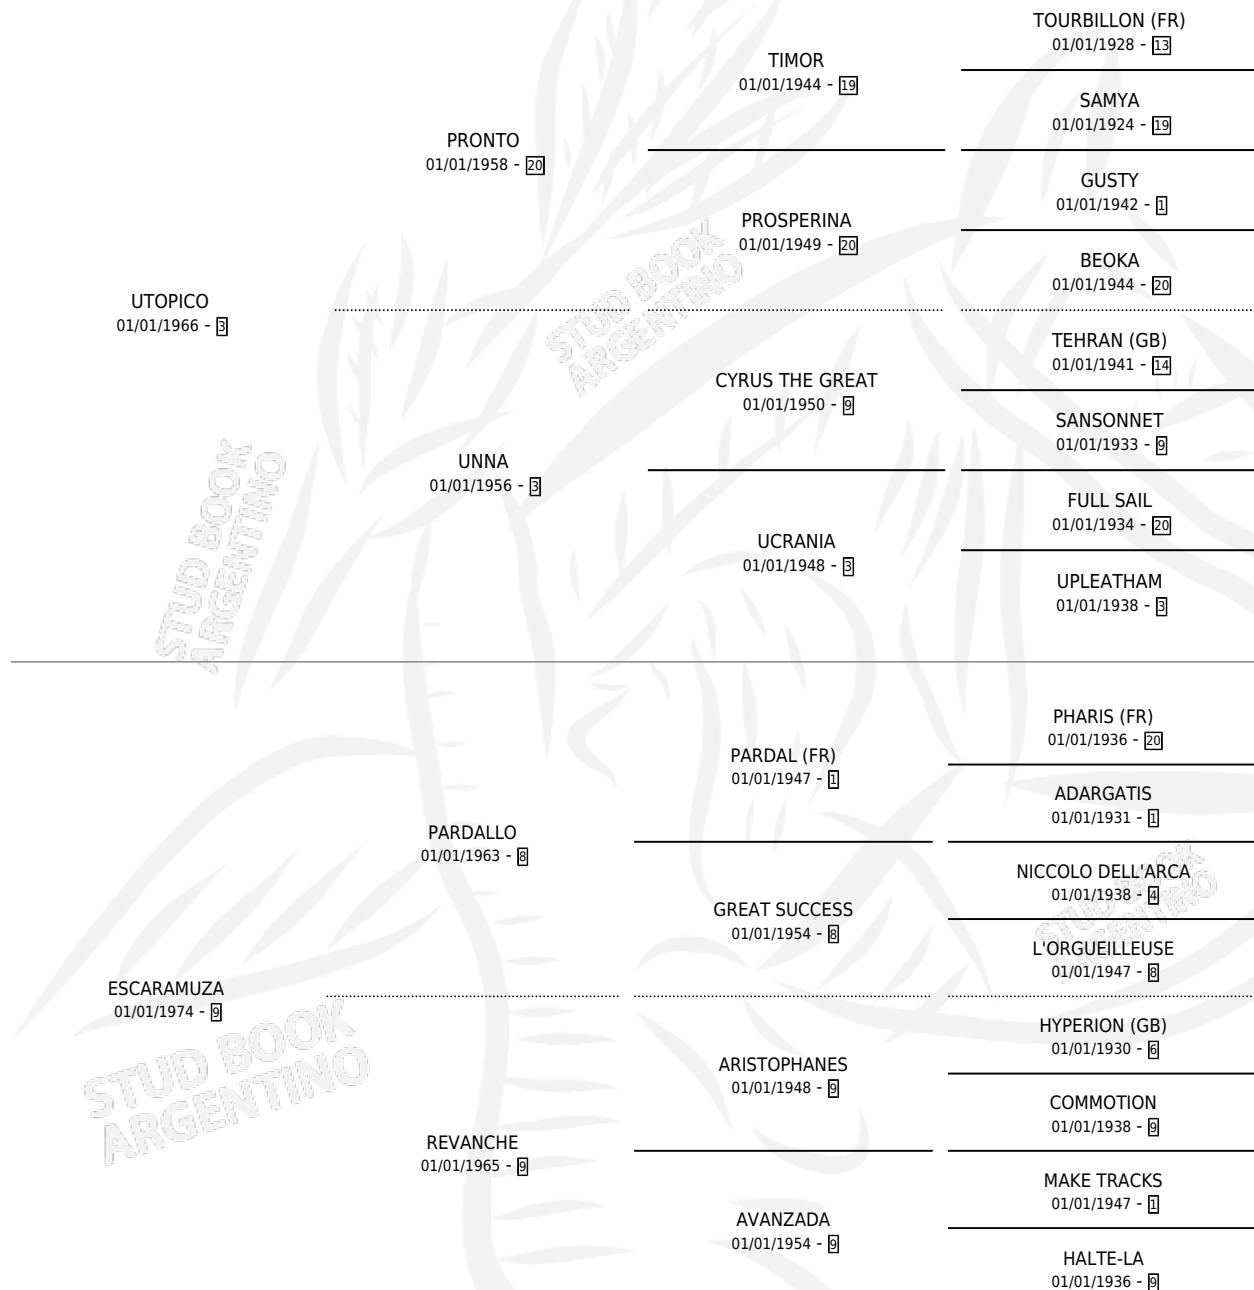 TOURBILLON (FR)
01/01/1928 - 13
TIMOR
01/01/1944 - 19
SAMYA
01/01/1924 - 19
PRONTO
01/01/1958 - 20
GUSTY
01/01/1942 - 1
PROSPERINA
01/01/1949 - 20
BEOKA
01/01/1944 - 20
UTOPICO
01/01/1966 - 3
STUD BOOK
ARGENTINO
TEHRAN (GB)
01/01/1941 - 14
CYRUS THE GREAT
01/01/1950 - 9
SANSONNET
01/01/1933 - 9
UNNA
01/01/1956 - 3
FULL SAIL
01/01/1934 - 20
UCRANIA
01/01/1948 - 3
UPLEATHAM
01/01/1938 - 3
STUD BOOK
ARGENTINO
PHARIS (FR)
01/01/1936 - 20
PARDAL (FR)
01/01/1947 - 1
ADARGATIS
01/01/1931 - 1
PARDALLO
01/01/1963 - 8
NICCOLO DELL'ARCA
01/01/1938 - 4
GREAT SUCCESS
01/01/1954 - 8
L'ORGUEILLEUSE
01/01/1947 - 8
STUD BOOK
ARGENTINO
ESCARAMUZA
01/01/1974 - 9
HYPERION (GB)
01/01/1930 - 6
ARISTOPHANES
01/01/1948 - 9
COMMOTION
01/01/1938 - 9
STUD BOOK
ARGENTINO
REVANCHE
01/01/1965 - 9
MAKE TRACKS
01/01/1947 - 1
AVANZADA
01/01/1954 - 9
HALTE-LA
01/01/1936 - 9